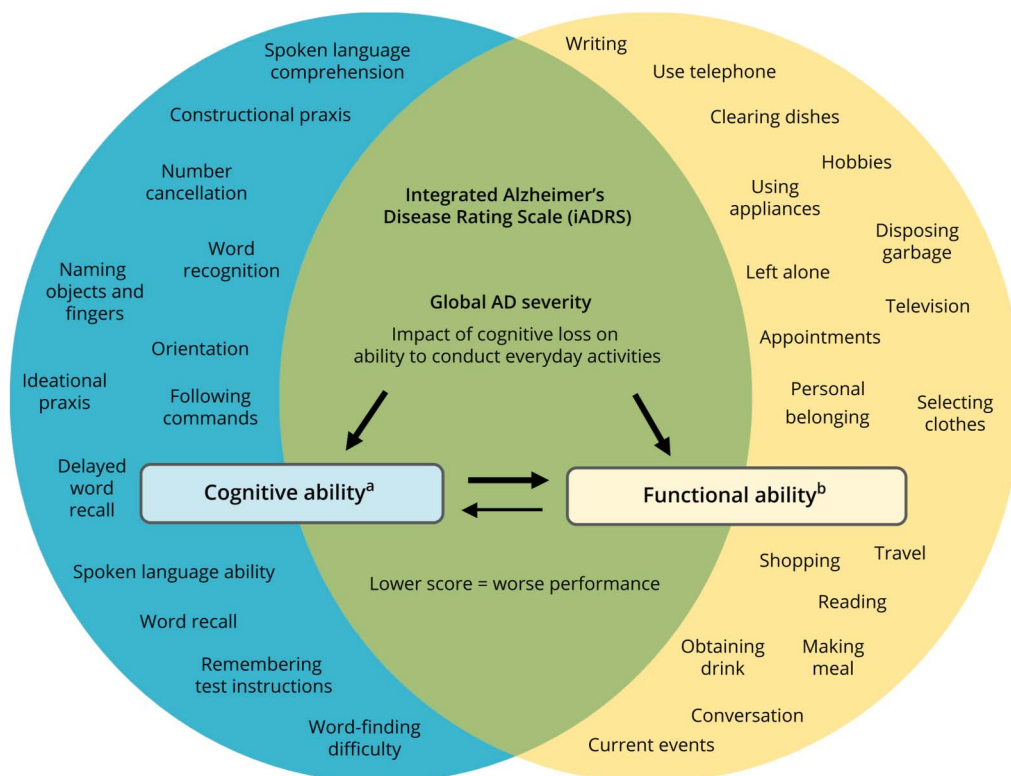 Spoken language
comprehension
Constructional praxis
Number
cancellation
Word
recognition
Naming
objects and
fingers
Orientation
Ideational
praxis
Following
commands
Delayed
word
recall
Cognitive abilityᵃ
Spoken language ability
Word recall
Remembering
test instructions
Word-finding
difficulty
Integrated Alzheimer’s
Disease Rating Scale (iADRS)
Global AD severity
Impact of cognitive loss on
ability to conduct everyday activities
Lower score = worse performance
Writing
Use telephone
Clearing dishes
Hobbies
Using
appliances
Disposing
garbage
Left alone
Television
Appointments
Personal
belonging
Selecting
clothes
Functional abilityᵇ
Shopping
Travel
Reading
Obtaining
drink
Making
meal
Conversation
Current events